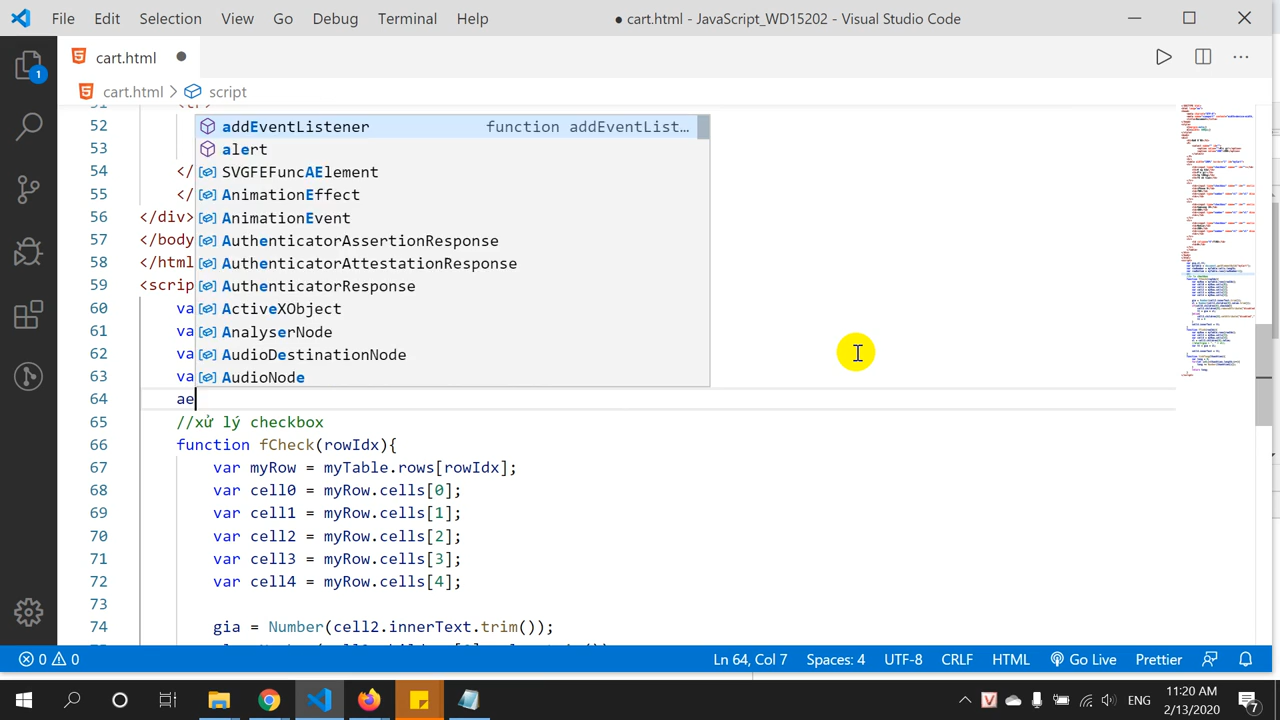 File Edit Selection View Go Debug Terminal Help ● cart.html - JavaScript_WD15202 - Visual Studio Code
cart.html
cart.html > script
1
52
53
54 </
55 </
56 </div>
57 </body
58 </html
59 <scrip
60 va
61 va
62 va
63 va
64 ae
addEventListener function addEventList…
alert
SVGFEFuncAElement
AnimationEffect
AnimationEvent
AuthenticatorAssertionResponse
AuthenticatorAttestationRespo…
AuthenticatorResponse
ActiveXObject
AnalyserNode
AudioDestinationNode
AudioNode
65 //xử lý checkbox
66 function fCheck(rowIdx){
67 var myRow = myTable.rows[rowIdx];
68 var cell0 = myRow.cells[0];
69 var cell1 = myRow.cells[1];
70 var cell2 = myRow.cells[2];
71 var cell3 = myRow.cells[3];
72 var cell4 = myRow.cells[4];
73
74 gia = Number(cell2.innerText.trim());
0 0 Ln 64, Col 7 Spaces: 4 UTF-8 CRLF HTML Go Live Prettier
ENG 11:20 AM
2/13/2020
7